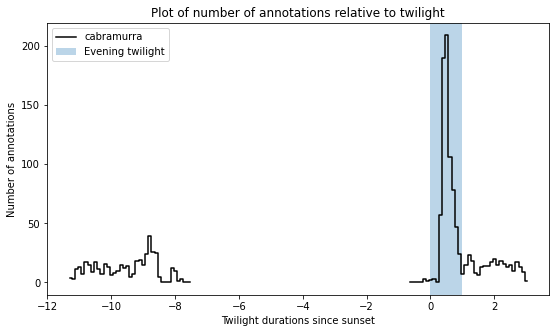 Plot of number of annotations relative to twilight
cabramurra
Evening twilight
Number of annotations
200
150
100
50
0
−12 −10 −8 −6 −4 −2 0 2
Twilight durations since sunset